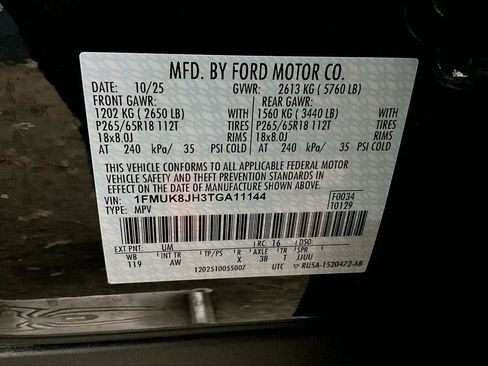 MFD. BY FORD MOTOR CO.
DATE: 10/25 GVWR: 2613 KG ( 5760 LB)
FRONT GAWR: REAR GAWR:
1202 KG ( 2650 LB) 1560 KG ( 3440 LB)
P265/65R18 112T TIRES P265/65R18 112T TIRES
18x8.0J RIMS 18x8.0J RIMS
AT 240 kPa/ 35 PSI COLD AT 240 kPa/ 35 PSI COLD
THIS VEHICLE CONFORMS TO ALL APPLICABLE FEDERAL MOTOR
VEHICLE SAFETY AND THEFT PREVENTION STANDARDS IN
EFFECT ON THE DATE OF MANUFACTURE SHOWN ABOVE.
VIN: 1FMUK8JH3TGA11144 F0034
TYPE: MPV T0129
EXT PNT: UM RC: 16 DSO:
WB INT TR TP/PS R AXLE TR SPR
119 AW X 3B T JJUU
1202510055007 UTC RU5A-1520472-AB